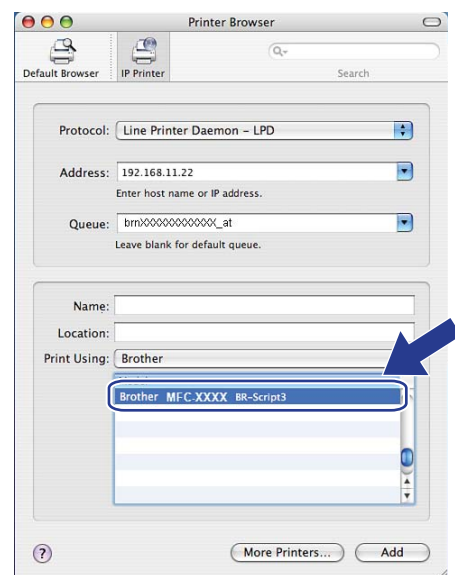 Printer Browser
Default Browser
IP Printer
Q-
Search
Protocol: Line Printer Daemon – LPD
Address: 192.168.11.22
Enter host name or IP address.
Queue: brnXXXXXXXXXXXX_at
Leave blank for default queue.
Name:
Location:
Print Using: Brother
Brother MFC-XXXX BR-Script3
? More Printers... Add